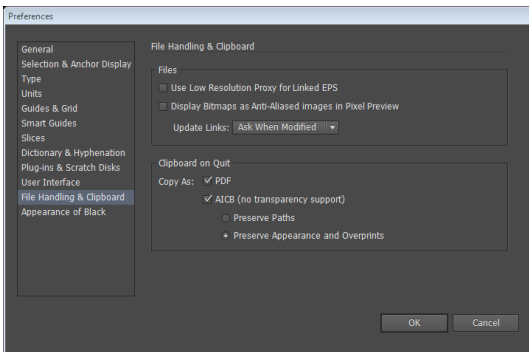 Preferences
General
Selection & Anchor Display
Type
Units
Guides & Grid
Smart Guides
Slices
Dictionary & Hyphenation
Plug-ins & Scratch Disks
User Interface
File Handling & Clipboard
Appearance of Black
File Handling & Clipboard
Files
Use Low Resolution Proxy for Linked EPS
Display Bitmaps as Anti-Aliased images in Pixel Preview
Update Links: Ask When Modified
Clipboard on Quit
Copy As: PDF
AICB (no transparency support)
Preserve Paths
Preserve Appearance and Overprints
OK Cancel